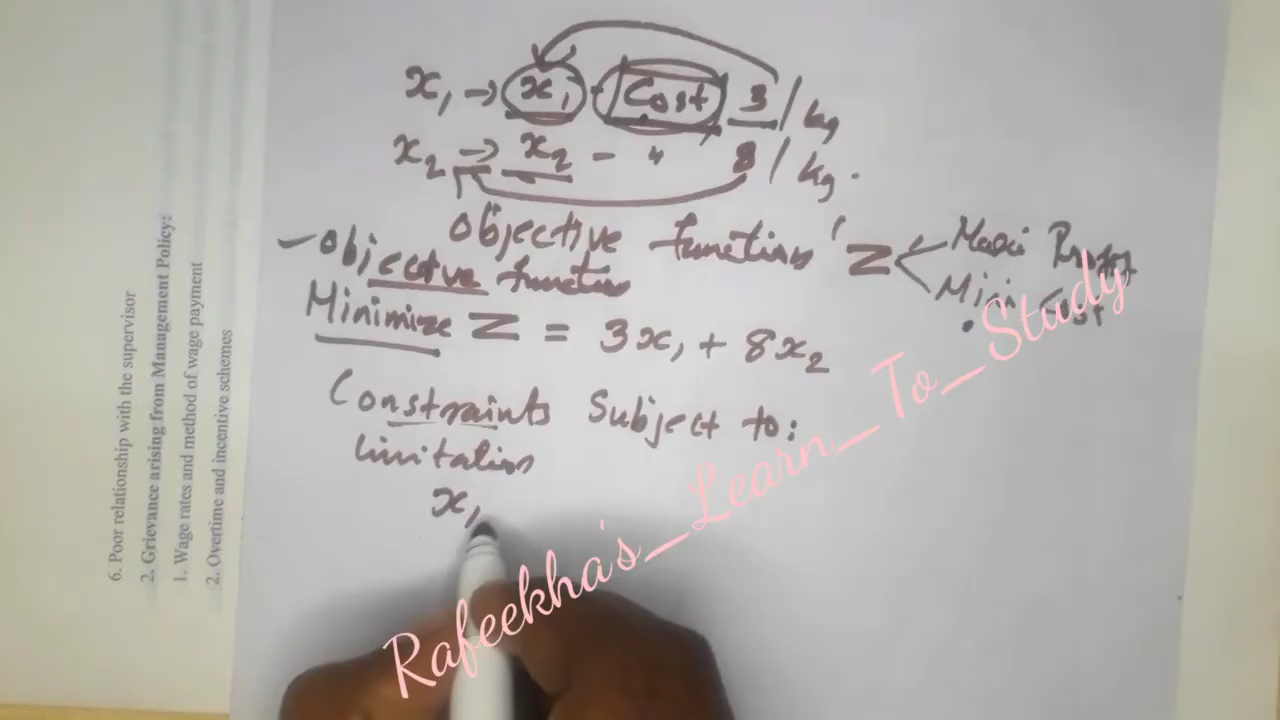 x₁ → x₁ - Cost 3/kg
x₂ → x₂ - " 8/kg.
Objective function Z
Maxi Profit
Mini Cost
Objective function
Minimize Z = 3x₁ + 8x₂
Constraints Subject to:
limitation
x₁
6. Poor relationship with the supervisor
2. Grievance arising from Management Policy:
1. Wage rates and method of wage payment
2. Overtime and incentive schemes
Rafeekha's_Learn_To_Study